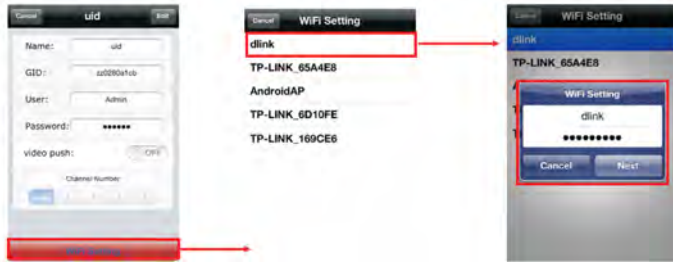 Cancel uid Edit
Name: uid
GID:
User: Admin
Password: ••••••
video push: OFF
Channel Number
Cancel WiFi Setting
dlink
TP-LINK_65A4E8
AndroidAP
TP-LINK_6D10FE
TP-LINK_169CE6
WiFi Setting
dlink
TP-LINK_65A4E8
WiFi Setting
dlink
•••••••••
Cancel Next